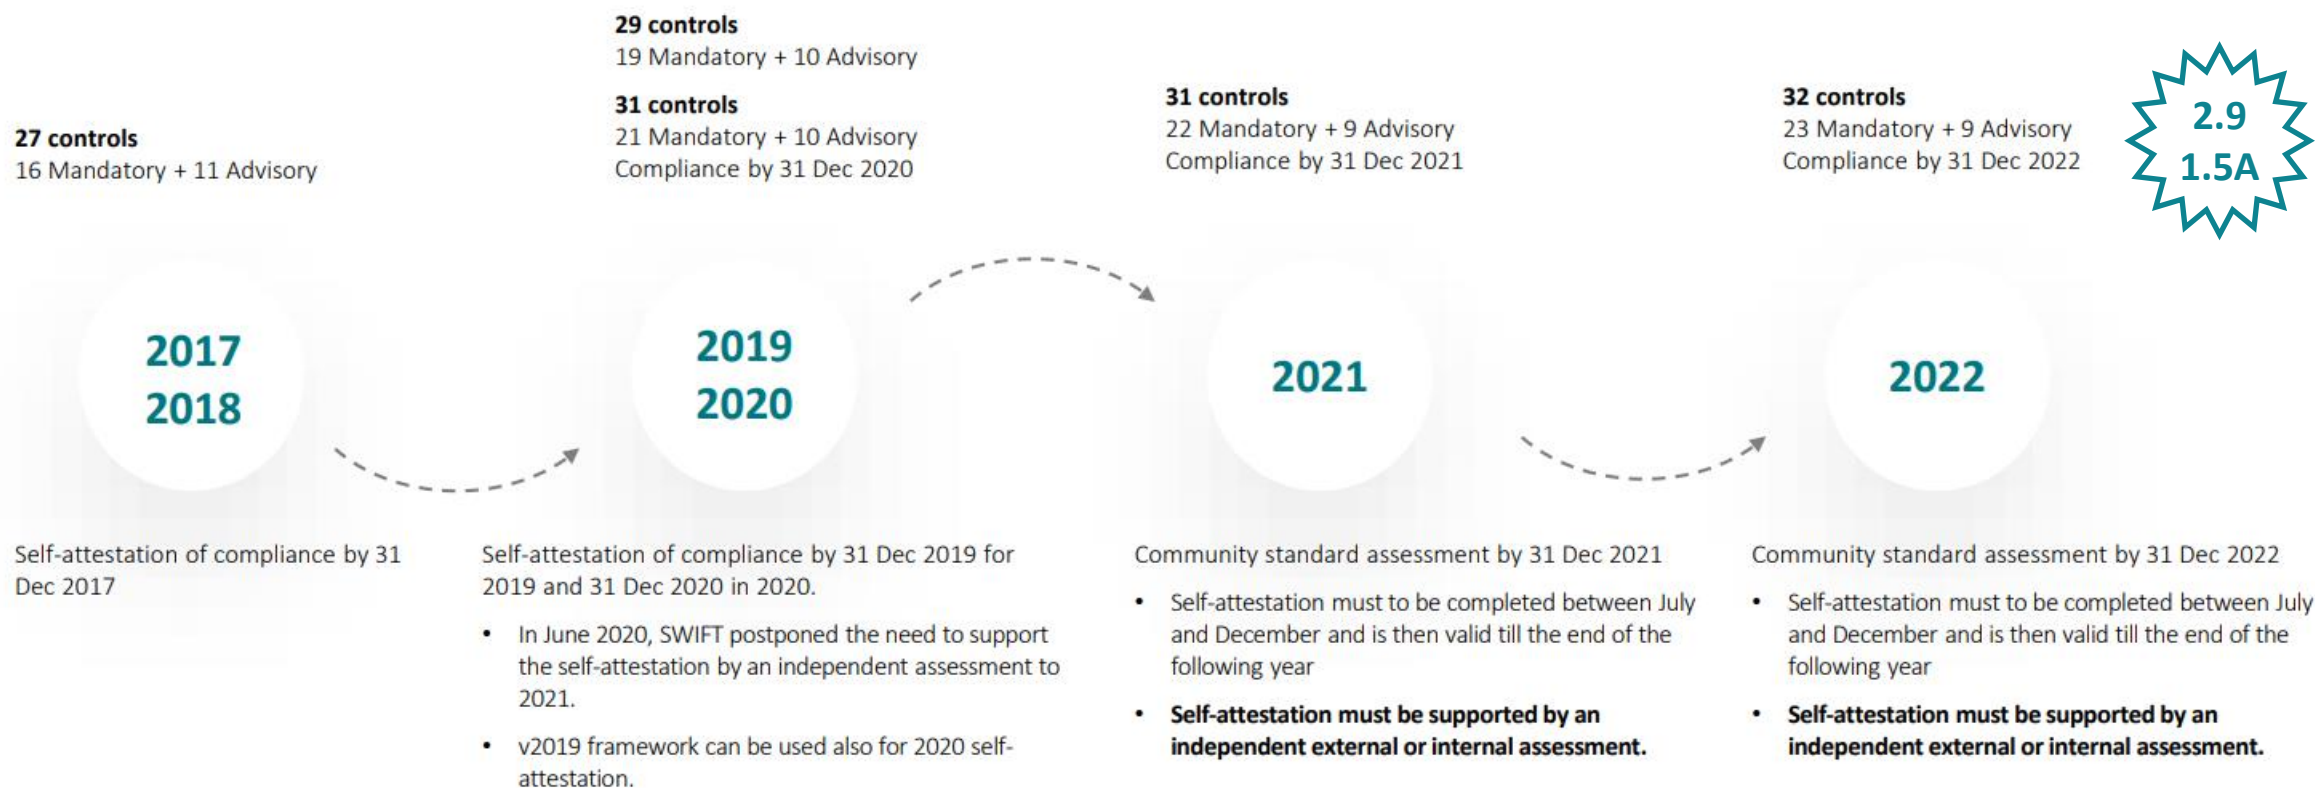 27 controls
16 Mandatory + 11 Advisory
29 controls
19 Mandatory + 10 Advisory
31 controls
21 Mandatory + 10 Advisory
Compliance by 31 Dec 2020
31 controls
22 Mandatory + 9 Advisory
Compliance by 31 Dec 2021
32 controls
23 Mandatory + 9 Advisory
Compliance by 31 Dec 2022
2.9
1.5A
2017
2018
2019
2020
2021
2022
Self-attestation of compliance by 31
Dec 2017
Self-attestation of compliance by 31 Dec 2019 for
2019 and 31 Dec 2020 in 2020.
• In June 2020, SWIFT postponed the need to support
the self-attestation by an independent assessment to
2021.
• v2019 framework can be used also for 2020 self-
attestation.
Community standard assessment by 31 Dec 2021
• Self-attestation must to be completed between July
and December and is then valid till the end of the
following year
• Self-attestation must be supported by an
independent external or internal assessment.
Community standard assessment by 31 Dec 2022
• Self-attestation must to be completed between July
and December and is then valid till the end of the
following year
• Self-attestation must be supported by an
independent external or internal assessment.